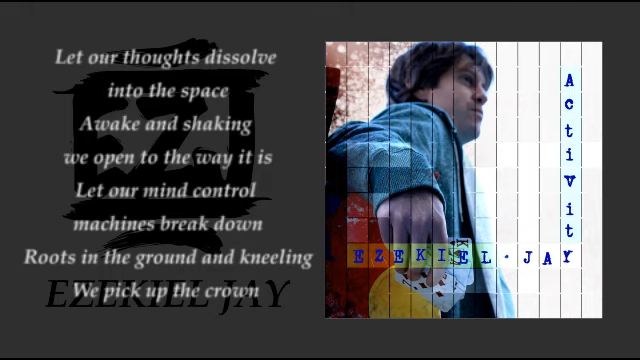 Let our thoughts dissolve
into the space
Awake and shaking
we open to the way it is
Let our mind control
machines break down
Roots in the ground and kneeling
We pick up the crown
EZEKIEL JAY
Activity
EZEKIEL·JAY